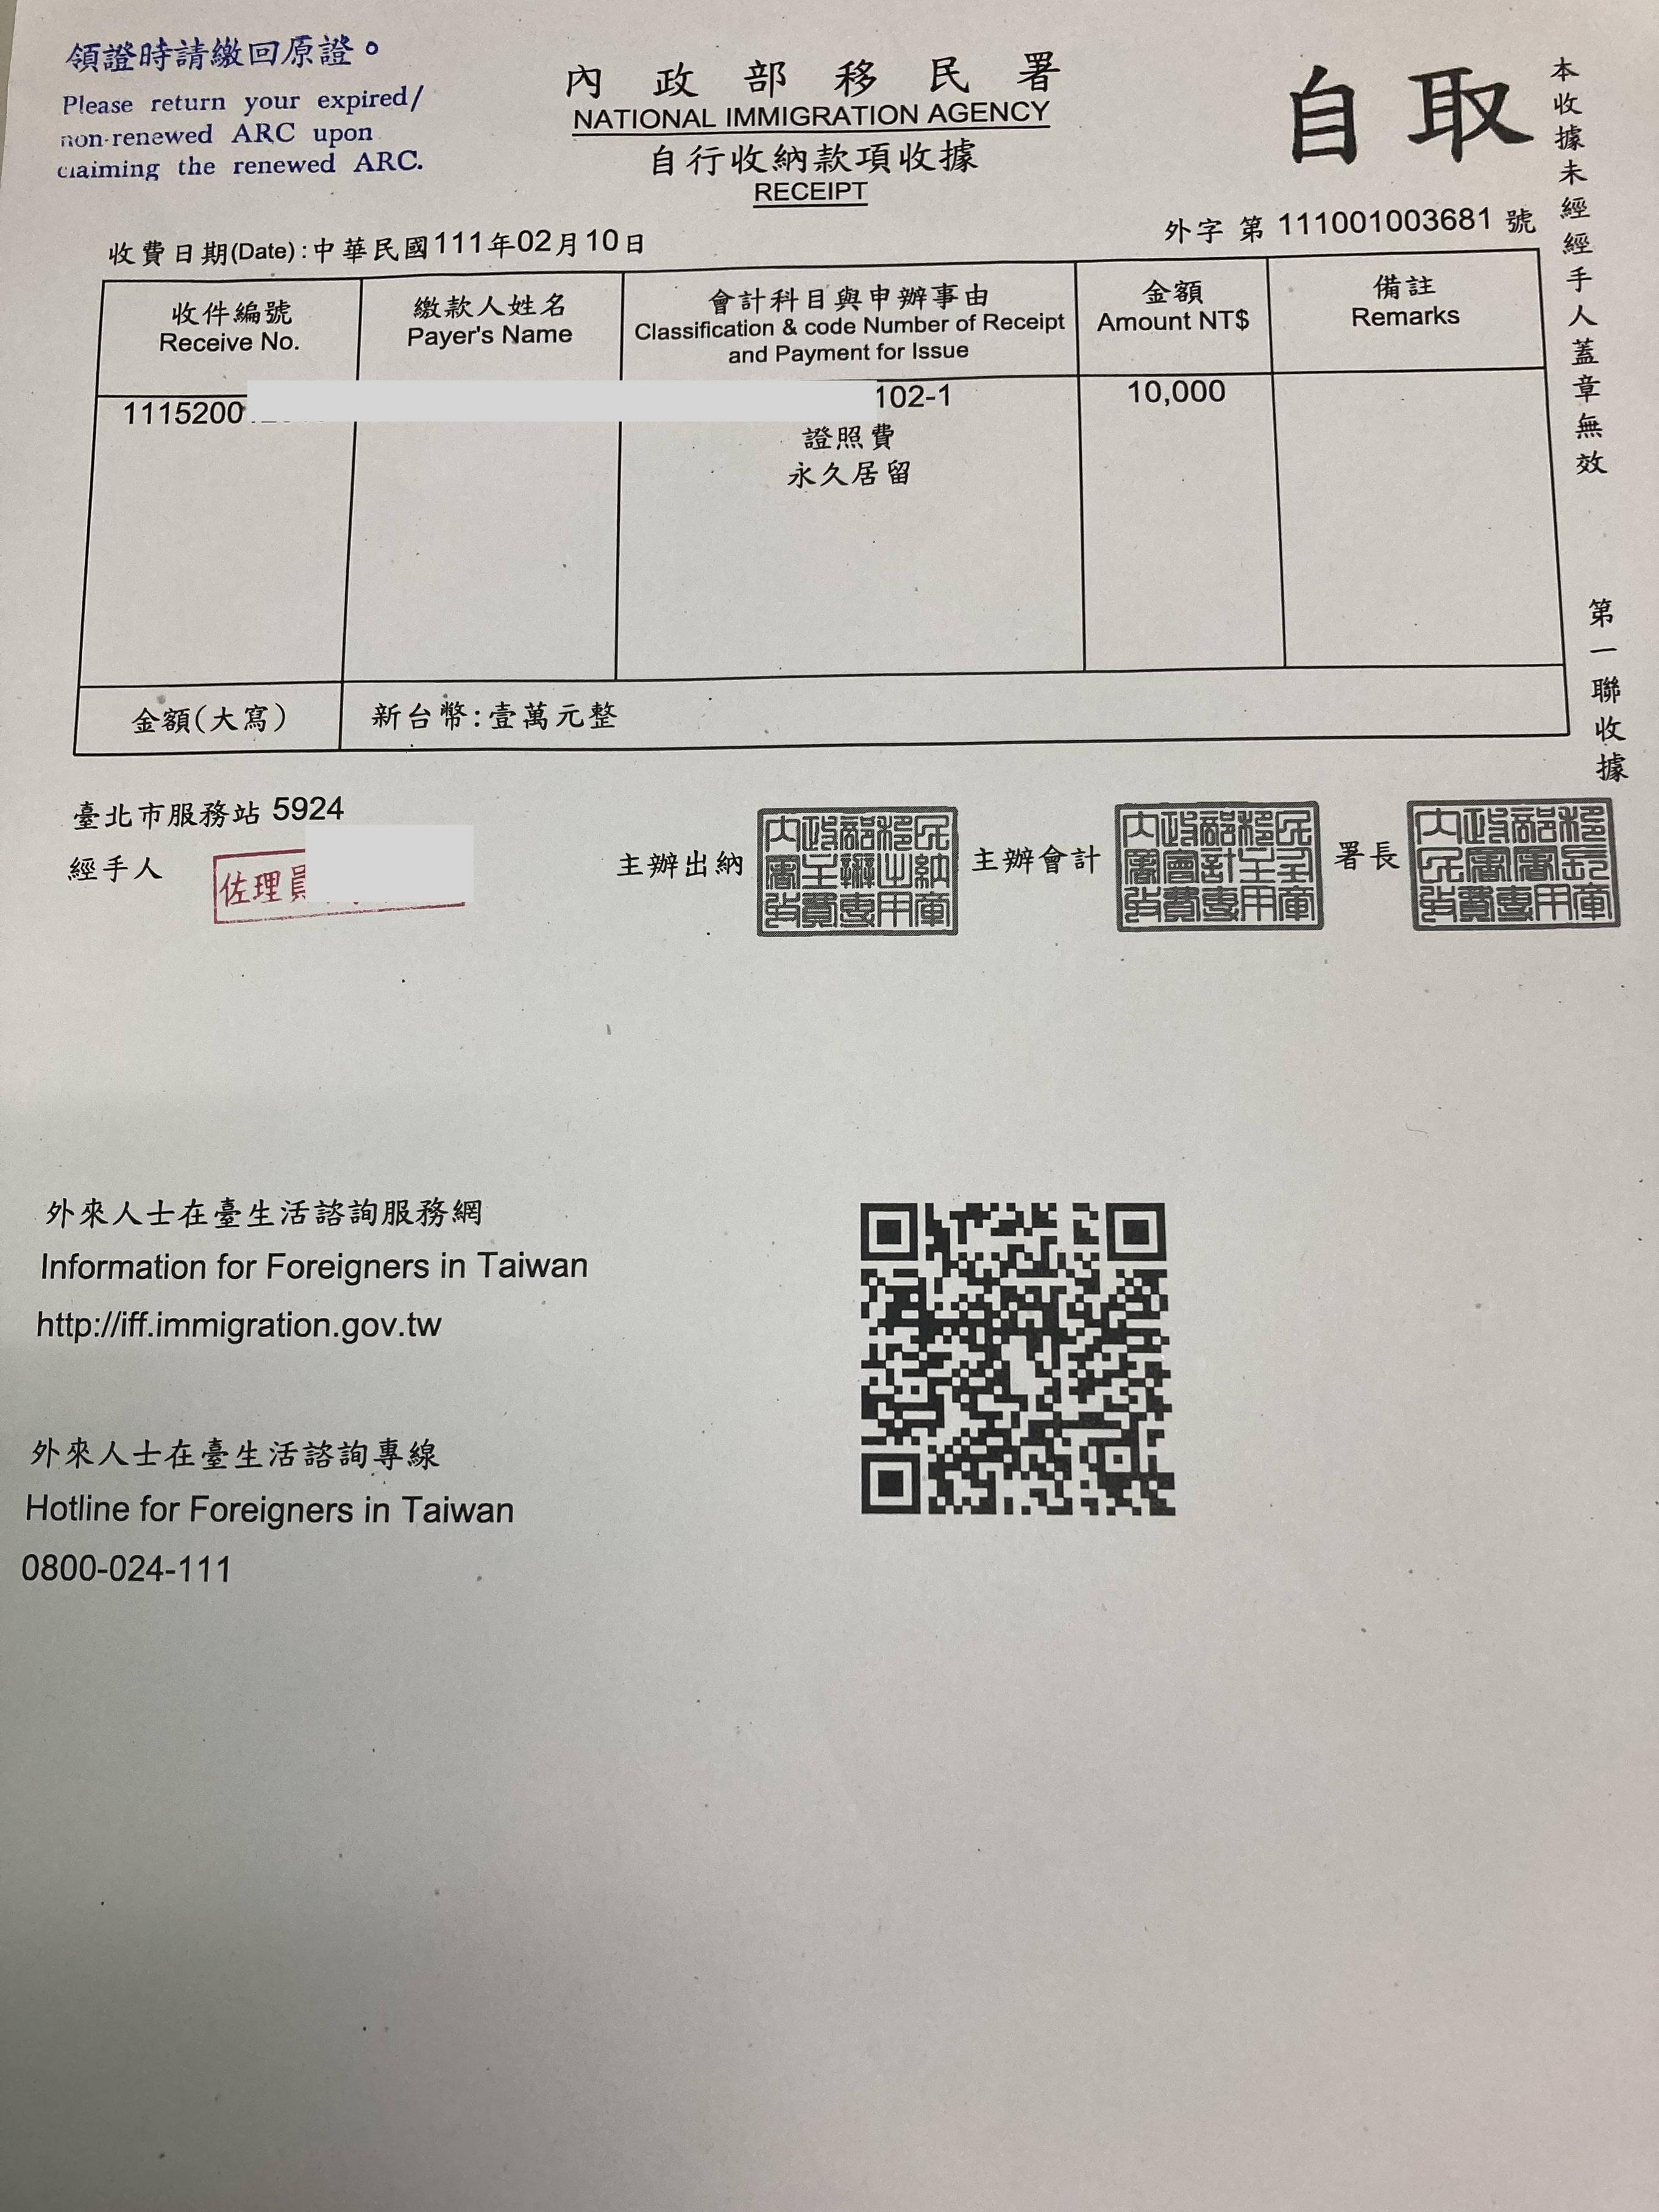 領證時請繳回原證。
Please return your expired/
non-renewed ARC upon
claiming the renewed ARC.
內政部移民署
NATIONAL IMMIGRATION AGENCY
自行收納款項收據
RECEIPT
自取
收費日期(Date):中華民國111年02月10日
外字 第 111001003681 號
收件編號
Receive No.
繳款人姓名
Payer's Name
會計科目與申辦事由
Classification & code Number of Receipt
and Payment for Issue
金額
Amount NT$
備註
Remarks
1115200
102-1
10,000
證照費
永久居留
金額(大寫)
新台幣:壹萬元整
本收據未經經手人蓋章無效
第一聯收據
臺北市服務站 5924
經手人
佐理員
主辦出納
內政部移民
署主辦出納
收費專用章
主辦會計
內政部移民
署會計主任
收費專用章
署長
內政部移
民署署長
收費專用章
外來人士在臺生活諮詢服務網
Information for Foreigners in Taiwan
http://iff.immigration.gov.tw
外來人士在臺生活諮詢專線
Hotline for Foreigners in Taiwan
0800-024-111